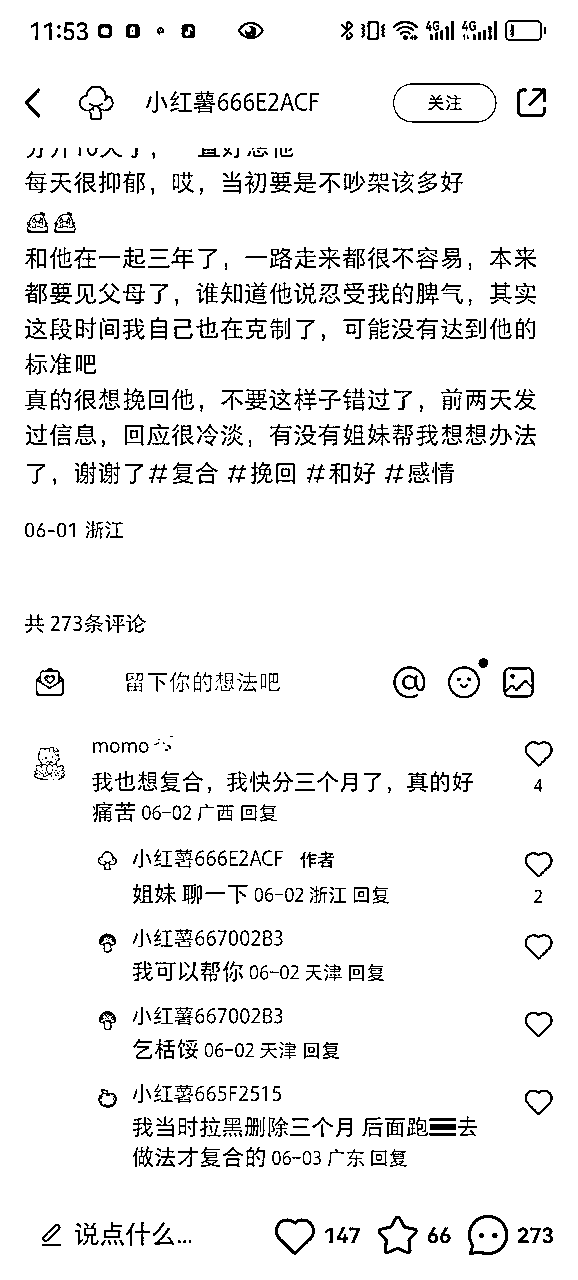 11:53
4G 4G
小红薯666E2ACF
关注
每天很抑郁，哎，当初要是不吵架该多好
和他在一起三年了，一路走来都很不容易，本来
都要见父母了，谁知道他说忍受我的脾气，其实
这段时间我自己也在克制了，可能没有达到他的
标准吧
真的很想挽回他，不要这样子错过了，前两天发
过信息，回应很冷淡，有没有姐妹帮我想想办法
了，谢谢了#复合 #挽回 #和好 #感情
06-01 浙江
共 273条评论
留下你的想法吧
momo
我也想复合，我快分三个月了，真的好
痛苦 06-02 广西 回复
4
小红薯666E2ACF 作者
姐妹 聊一下 06-02 浙江 回复
2
小红薯667002B3
我可以帮你 06-02 天津 回复
小红薯667002B3
乞栝馁 06-02 天津 回复
小红薯665F2515
我当时拉黑删除三个月 后面跑去
做法才复合的 06-03 广东 回复
说点什么...
147
66
273